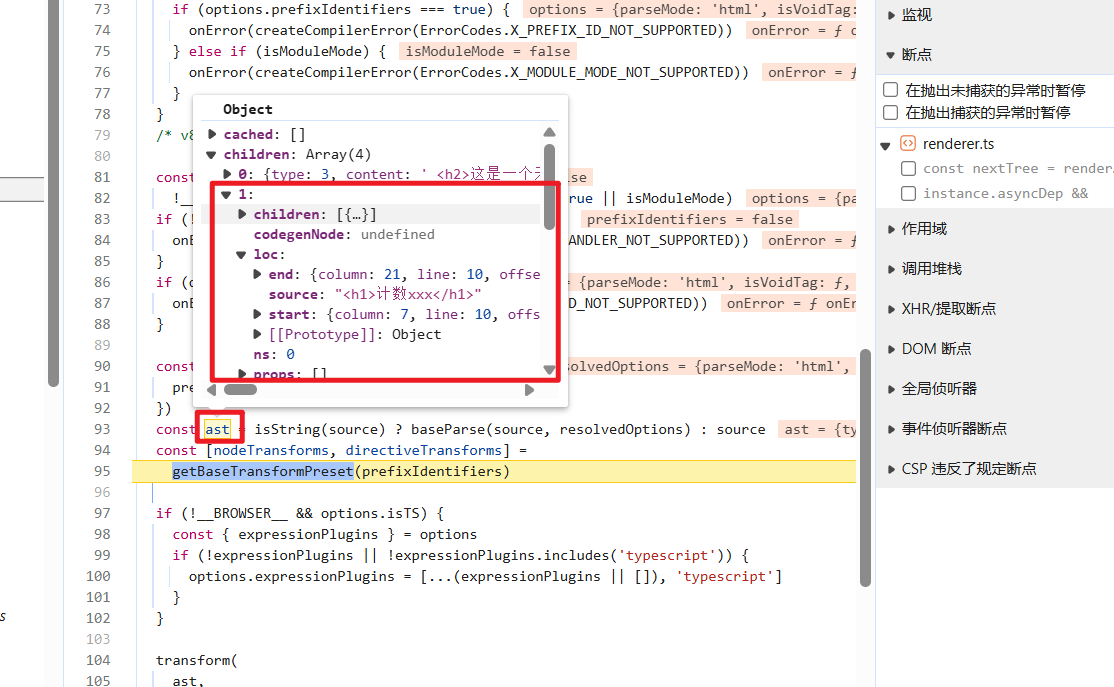 73 if (options.prefixIdentifiers === true) { options = {parseMode: 'html', isVoidTag:
74 onError(createCompilerError(ErrorCodes.X_PREFIX_ID_NOT_SUPPORTED)) onError = ƒ
75 } else if (isModuleMode) { isModuleMode = false
76 onError(createCompilerError(ErrorCodes.X_MODULE_MODE_NOT_SUPPORTED)) onError = ƒ
77 }
78 }
79 /*
80
81 const
82 ! || isModuleMode) options = {pa
83 if (! prefixIdentifiers = false
84 ANDLER_NOT_SUPPORTED)) onError = ƒ
85 }
86 if ( = {parseMode: 'html', isVoidTag: ƒ,
87 D_NOT_SUPPORTED)) onError = ƒ onErr
88 }
89
90 const solvedOptions = {parseMode: 'html',
91 pre
92 })
93 const ast = isString(source) ? baseParse(source, resolvedOptions) : source ast = {ty
94 const [nodeTransforms, directiveTransforms] =
95 getBaseTransformPreset(prefixIdentifiers)
96
97 if (!__BROWSER__ && options.isTS) {
98 const { expressionPlugins } = options
99 if (!expressionPlugins || !expressionPlugins.includes('typescript')) {
100 options.expressionPlugins = [...(expressionPlugins || []), 'typescript']
101 }
102 }
103
104 transform(
105 ast,
Object
cached: []
children: Array(4)
0: {type: 3, content: ' <h2>这是一个
1:
children: [{…}]
codegenNode: undefined
loc:
end: {column: 21, line: 10, offse
source: "<h1>计数xxx</h1>"
start: {column: 7, line: 10, offs
[[Prototype]]: Object
ns: 0
props: []
监视
断点
在抛出未捕获的异常时暂停
在抛出捕获的异常时暂停
renderer.ts
const nextTree = render
instance.asyncDep &&
作用域
调用堆栈
XHR/提取断点
DOM 断点
全局侦听器
事件侦听器断点
CSP 违反了规定断点